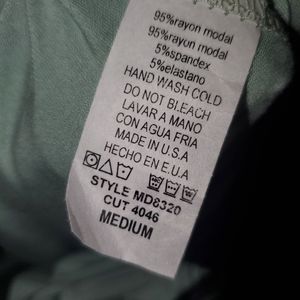 95%rayon modal
95%rayon modal
5%spandex
5%elastano
HAND WASH COLD
DO NOT BLEACH
LAVAR A MANO
CON AGUA FRIA
MADE IN U.S.A
HECHO EN E.U.A
STYLE MD8320
CUT 4046
MEDIUM